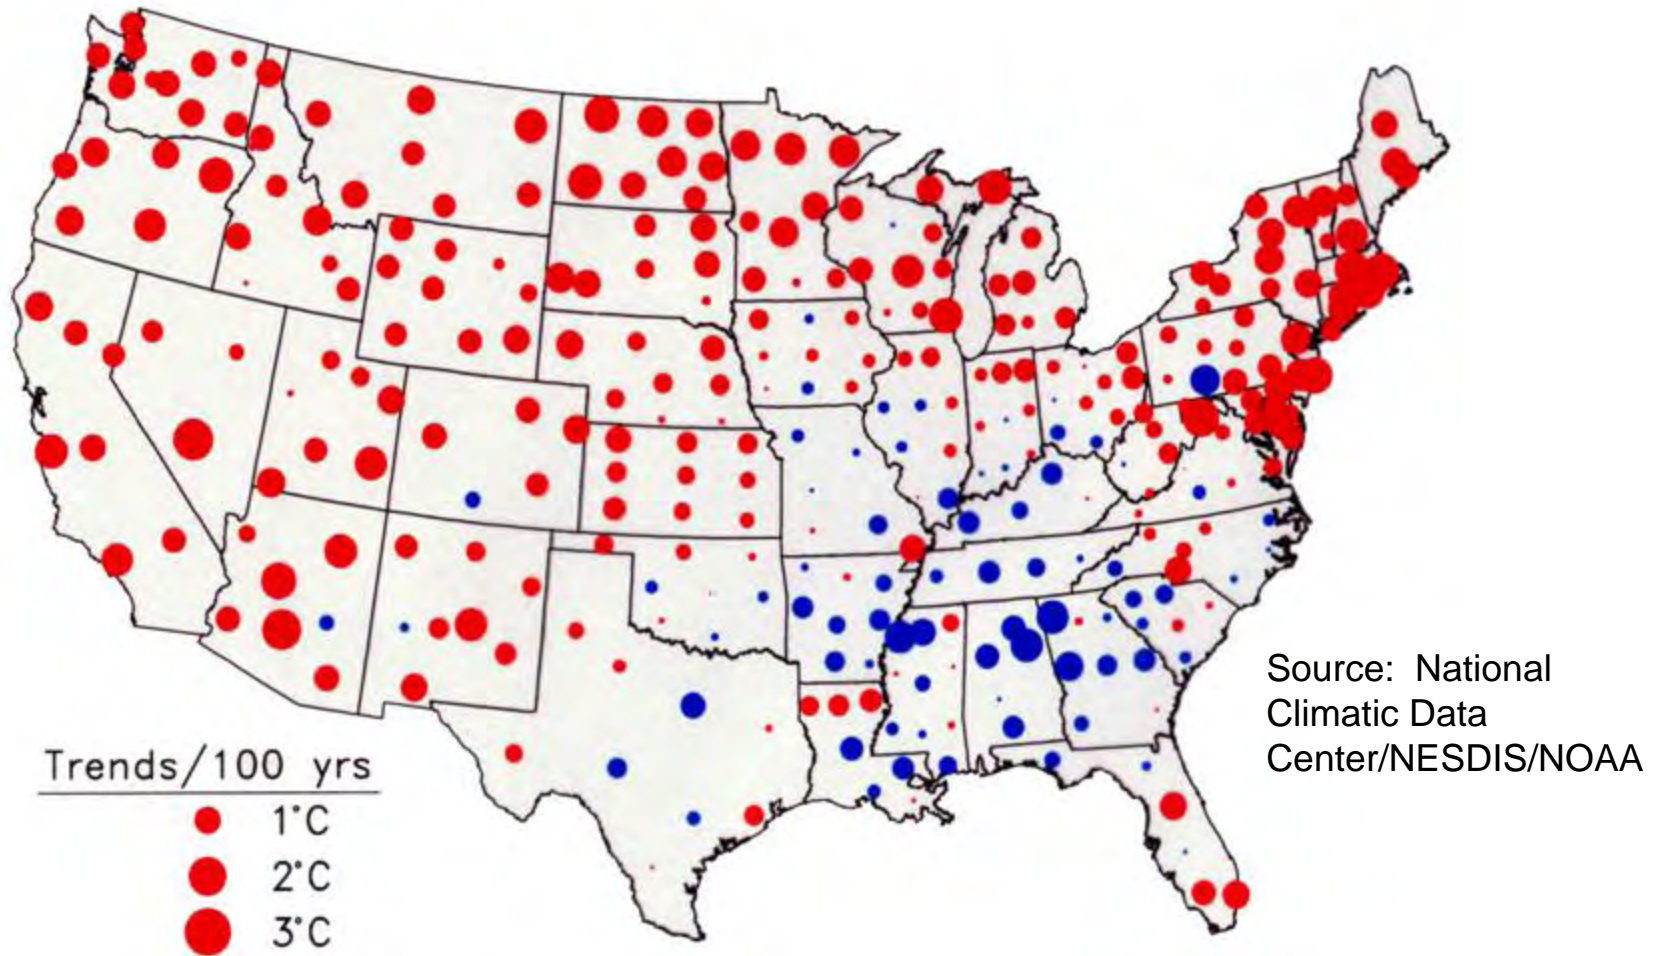 Source: National
Climatic Data
Center/NESDIS/NOAA
Trends/100 yrs
1°C
2°C
3°C